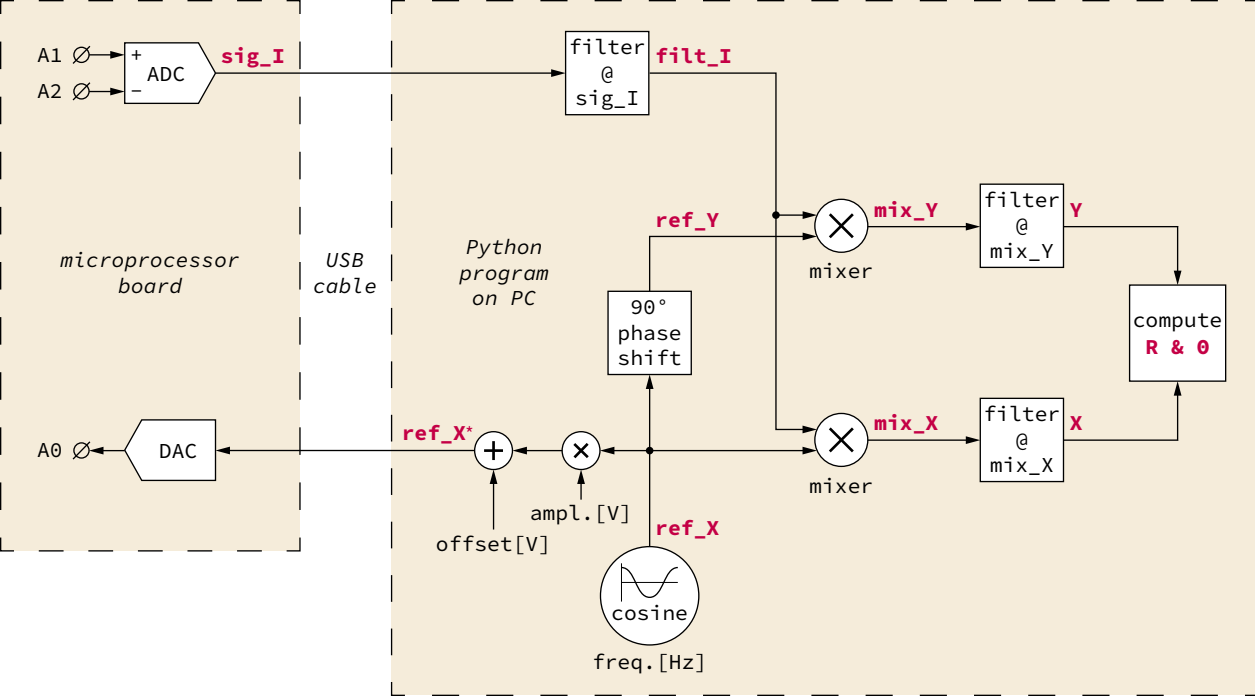 A1
+
ADC
A2
−
sig_I
filter
@
sig_I
filt_I
microprocessor
board
USB
cable
Python
program
on PC
ref_Y
90°
phase
shift
mixer
mix_Y
filter
@
mix_Y
Y
compute
R & θ
A0
DAC
ref_X*
+
×
ampl.[V]
offset[V]
ref_X
cosine
freq.[Hz]
mixer
mix_X
filter
@
mix_X
X